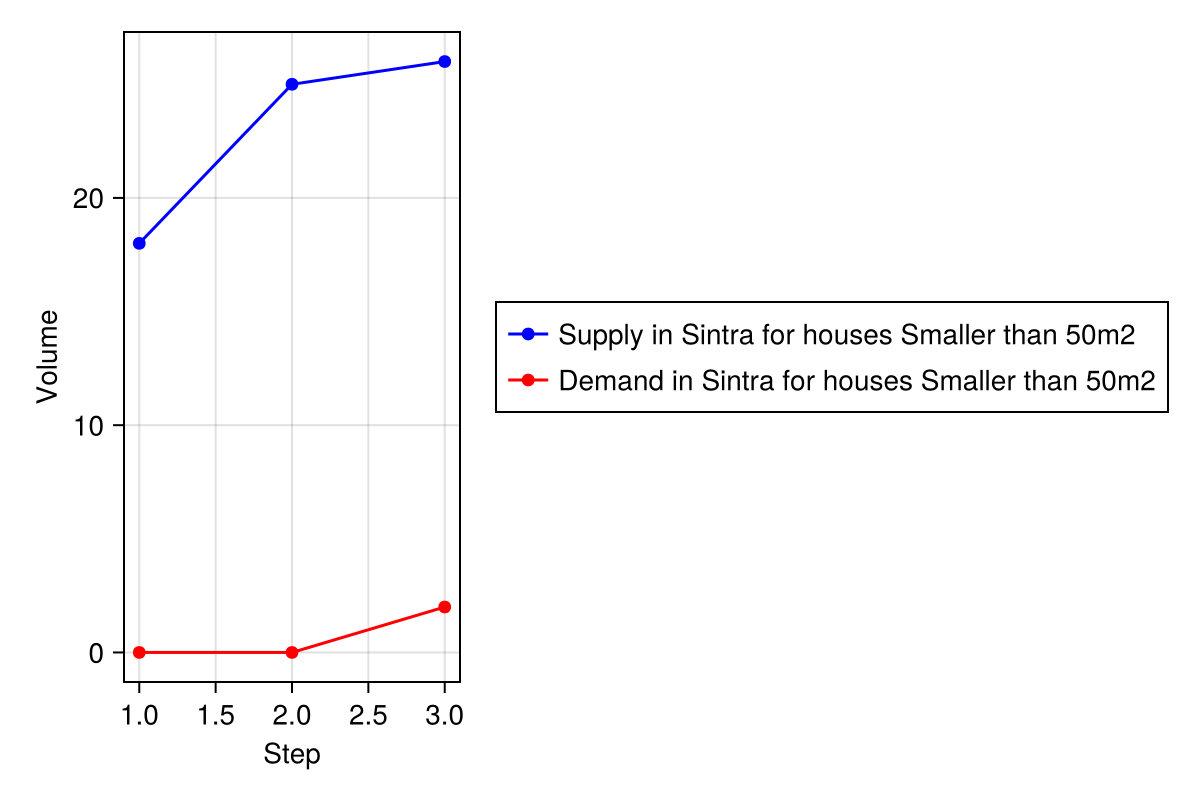 Volume
20
10
0
1.0 1.5 2.0 2.5 3.0
Step
Supply in Sintra for houses Smaller than 50m2
Demand in Sintra for houses Smaller than 50m2